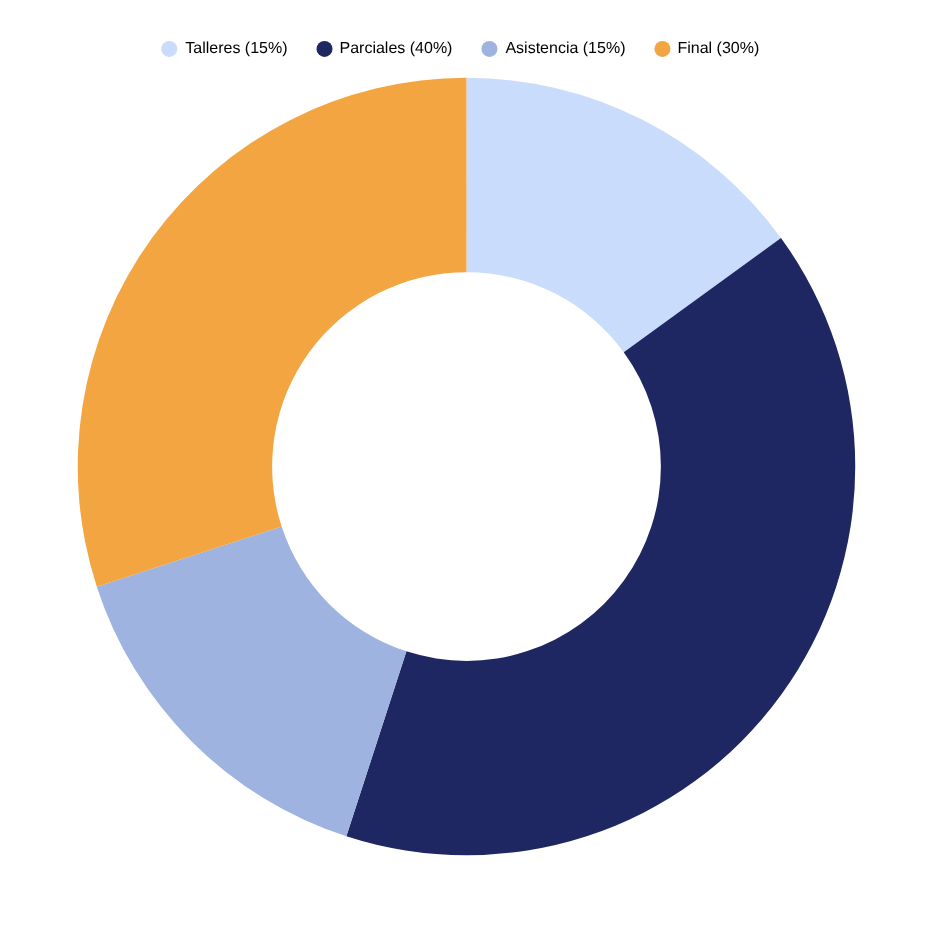 Talleres (15%) Parciales (40%) Asistencia (15%) Final (30%)